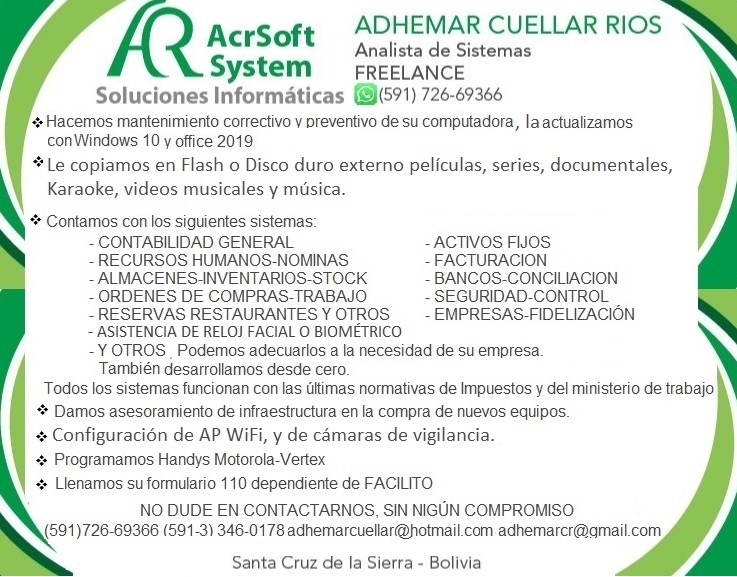 AcrSoft
System
Soluciones Informáticas
ADHEMAR CUELLAR RIOS
Analista de Sistemas
FREELANCE
(591) 726-69366
❖ Hacemos mantenimiento correctivo y preventivo de su computadora, la actualizamos
con Windows 10 y office 2019
❖ Le copiamos en Flash o Disco duro externo películas, series, documentales,
Karaoke, videos musicales y música.
❖ Contamos con los siguientes sistemas:
- CONTABILIDAD GENERAL - ACTIVOS FIJOS
- RECURSOS HUMANOS-NOMINAS - FACTURACION
- ALMACENES-INVENTARIOS-STOCK - BANCOS-CONCILIACION
- ORDENES DE COMPRAS-TRABAJO - SEGURIDAD-CONTROL
- RESERVAS RESTAURANTES Y OTROS - EMPRESAS-FIDELIZACIÓN
- ASISTENCIA DE RELOJ FACIAL O BIOMÉTRICO
- Y OTROS . Podemos adecuarlos a la necesidad de su empresa.
También desarrollamos desde cero.
Todos los sistemas funcionan con las últimas normativas de Impuestos y del ministerio de trabajo
❖ Damos asesoramiento de infraestructura en la compra de nuevos equipos.
❖ Configuración de AP WiFi, y de cámaras de vigilancia.
❖ Programamos Handys Motorola-Vertex
❖ Llenamos su formulario 110 dependiente de FACILITO
NO DUDE EN CONTACTARNOS, SIN NIGÚN COMPROMISO
(591)726-69366 (591-3) 346-0178 adhemarcuellar@hotmail.com adhemarcr@gmail.com
Santa Cruz de la Sierra - Bolivia